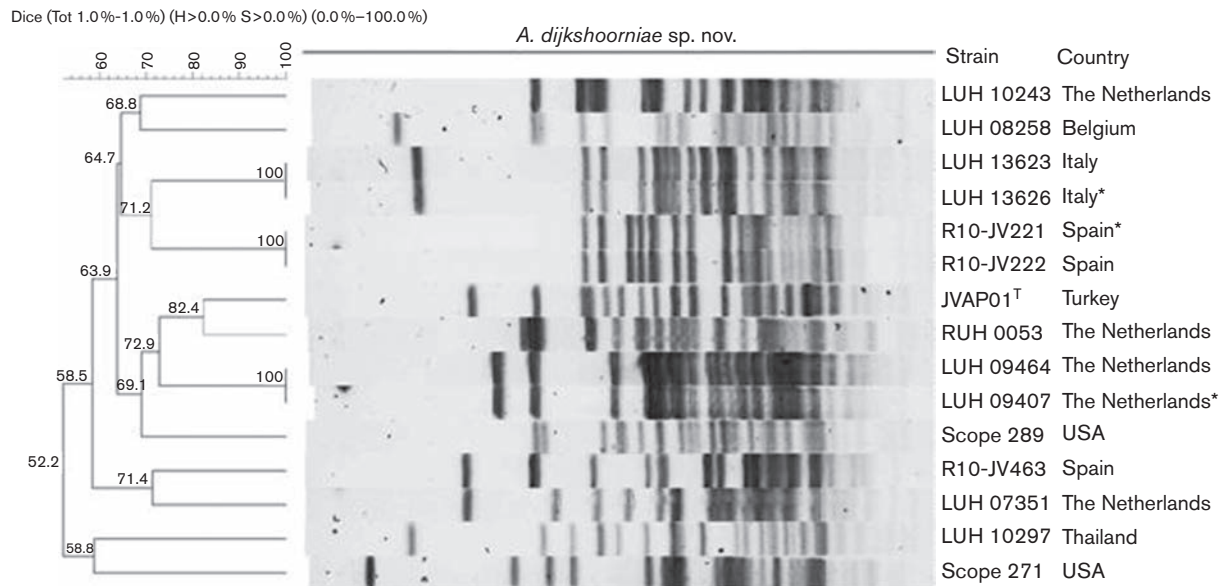 Dice (Tot 1.0%-1.0%) (H>0.0% S>0.0%) (0.0%–100.0%)
A. dijkshoorniae sp. nov.
60 70 80 90 100
Strain Country
LUH 10243 The Netherlands
LUH 08258 Belgium
LUH 13623 Italy
LUH 13626 Italy*
R10-JV221 Spain*
R10-JV222 Spain
JVAP01ᵀ Turkey
RUH 0053 The Netherlands
LUH 09464 The Netherlands
LUH 09407 The Netherlands*
Scope 289 USA
R10-JV463 Spain
LUH 07351 The Netherlands
LUH 10297 Thailand
Scope 271 USA
68.8
64.7
100
71.2
100
63.9
82.4
72.9
58.5
100
69.1
52.2
71.4
58.8